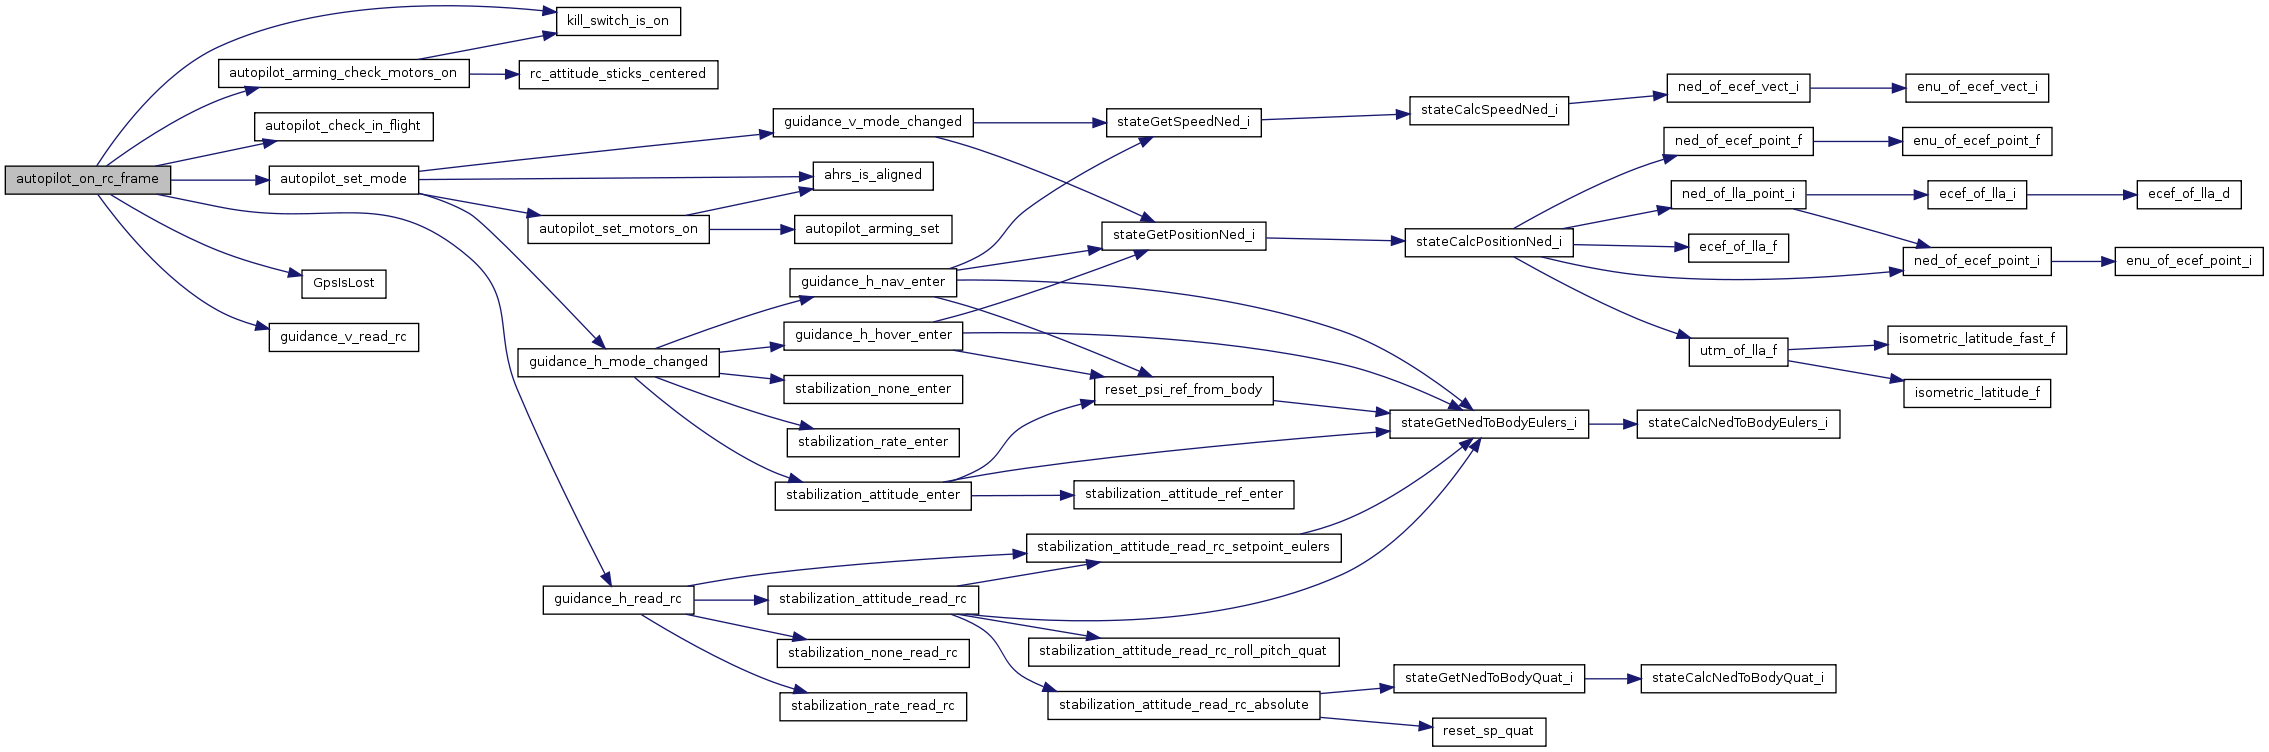 autopilot_on_rc_frame
kill_switch_is_on
autopilot_arming_check_motors_on
rc_attitude_sticks_centered
autopilot_check_in_flight
autopilot_set_mode
autopilot_set_motors_on
GpsIsLost
guidance_v_read_rc
guidance_h_mode_changed
guidance_h_read_rc
guidance_v_mode_changed
ahrs_is_aligned
autopilot_arming_set
guidance_h_nav_enter
guidance_h_hover_enter
stabilization_none_enter
stabilization_rate_enter
stabilization_attitude_enter
stabilization_attitude_read_rc
stabilization_none_read_rc
stabilization_rate_read_rc
stateGetSpeedNed_i
stateGetPositionNed_i
reset_psi_ref_from_body
stabilization_attitude_ref_enter
stabilization_attitude_read_rc_setpoint_eulers
stabilization_attitude_read_rc_roll_pitch_quat
stabilization_attitude_read_rc_absolute
stateCalcSpeedNed_i
stateCalcPositionNed_i
stateGetNedToBodyEulers_i
stateGetNedToBodyQuat_i
reset_sp_quat
ned_of_ecef_vect_i
ned_of_ecef_point_f
ned_of_lla_point_i
ecef_of_lla_f
utm_of_lla_f
stateCalcNedToBodyEulers_i
stateCalcNedToBodyQuat_i
enu_of_ecef_vect_i
enu_of_ecef_point_f
ecef_of_lla_i
ned_of_ecef_point_i
isometric_latitude_fast_f
isometric_latitude_f
ecef_of_lla_d
enu_of_ecef_point_i